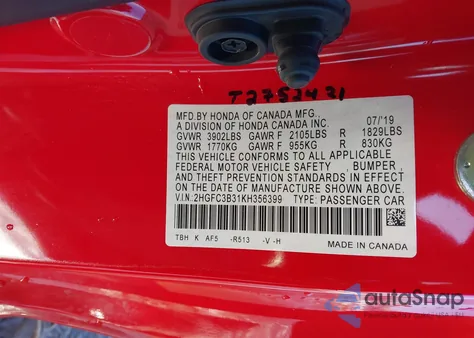 T2752431
MFD.BY HONDA OF CANADA MFG., 07/'19
A DIVISION OF HONDA CANADA INC.
GVWR 3902LBS GAWR F 2105LBS R 1829LBS
GVWR 1770KG GAWR F 955KG R 830KG
THIS VEHICLE CONFORMS TO ALL APPLICABLE
FEDERAL MOTOR VEHICLE SAFETY BUMPER,
AND THEFT PREVENTION STANDARDS IN EFFECT
ON THE DATE OF MANUFACTURE SHOWN ABOVE.
V.I.N.:2HGFC3B31KH356399 TYPE: PASSENGER CAR
TBH K AF5 -R513 -V-H
MADE IN CANADA
autoSnap